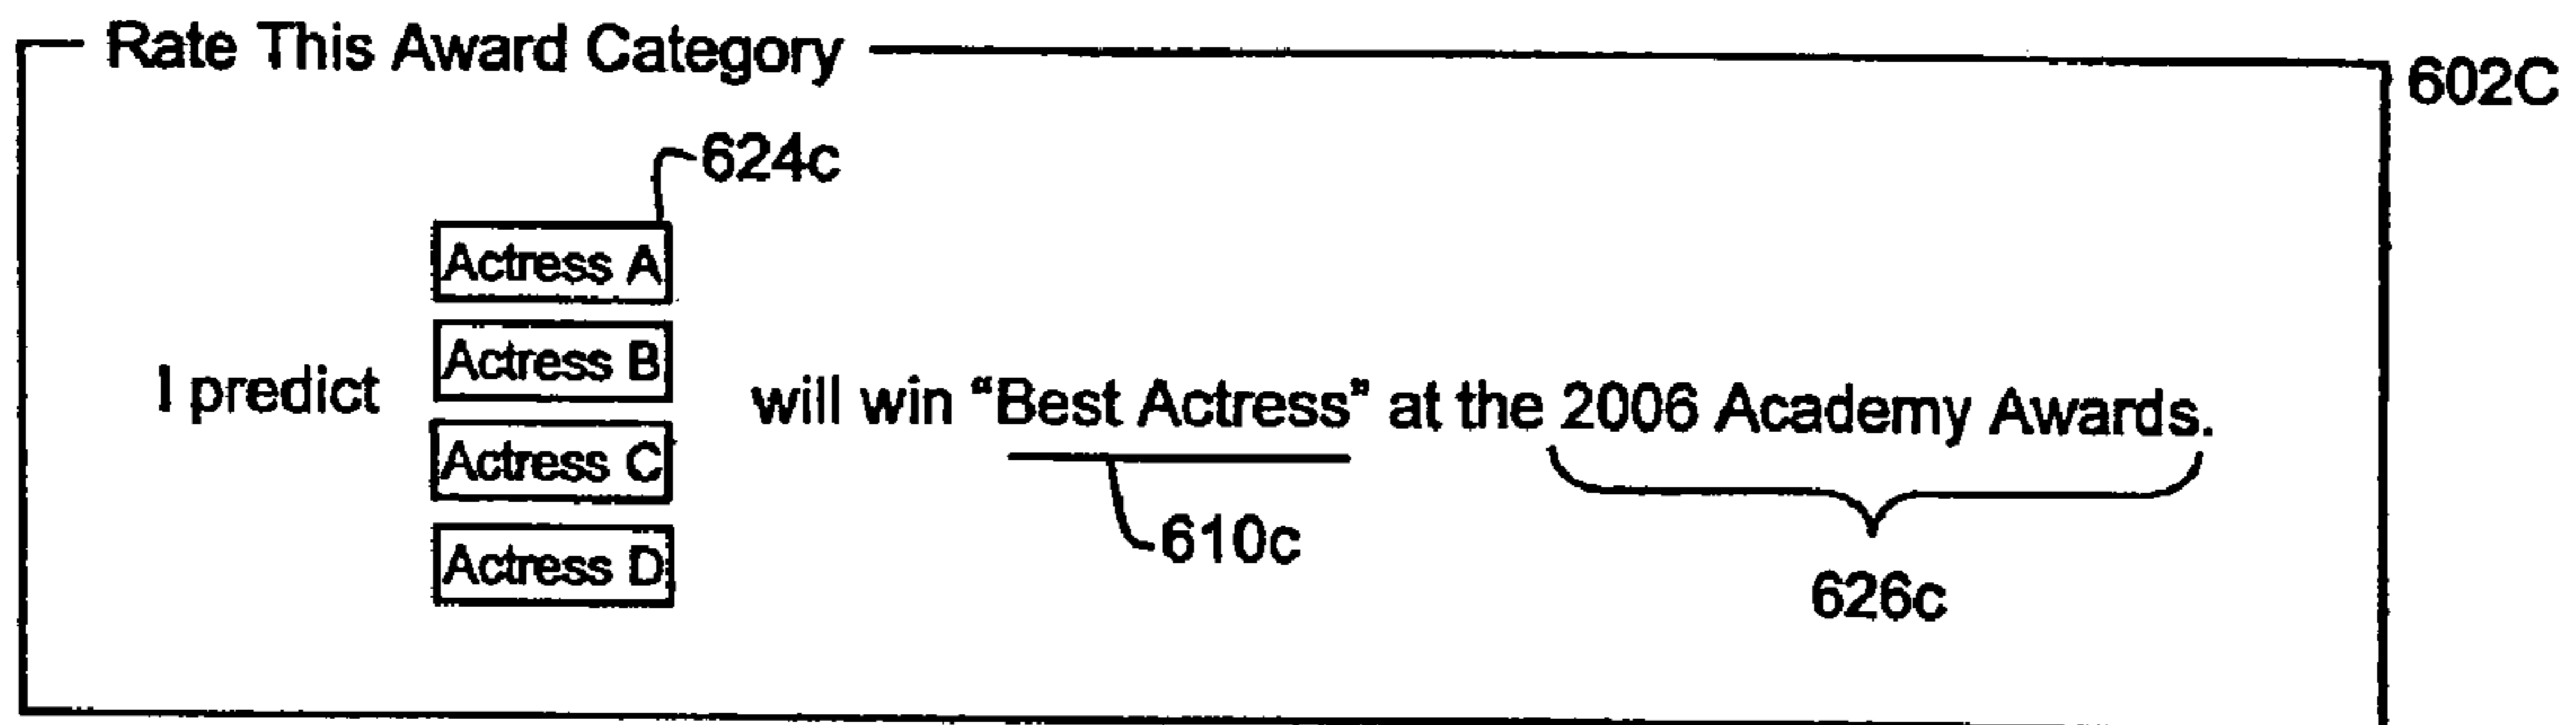 Rate This Award Category
602C
624c
Actress A
Actress B
I predict
will win “Best Actress” at the 2006 Academy Awards.
Actress C
610c
Actress D
626c